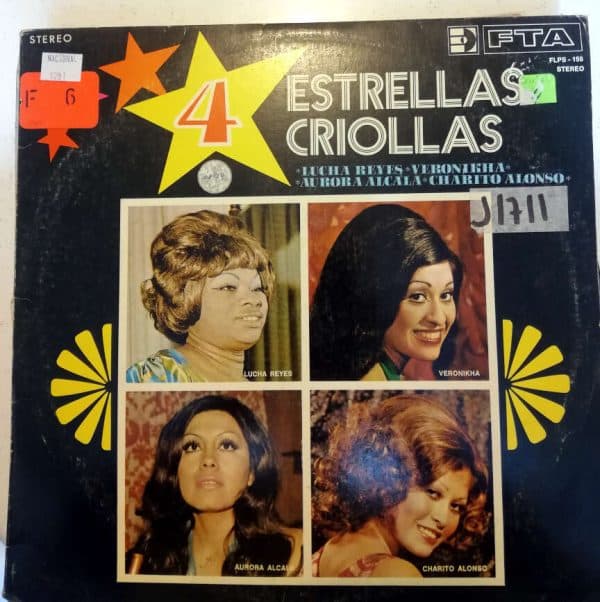 STEREO
FTA
FLPS - 156
STEREO
NACIONAL
F 6
4
ESTRELLAS
CRIOLLAS
*LUCHA REYES*VERONIKHA*
*AURORA ALCALA*CHARITO ALONSO*
J1711
LUCHA REYES
VERONIKHA
AURORA ALCALA
CHARITO ALONSO